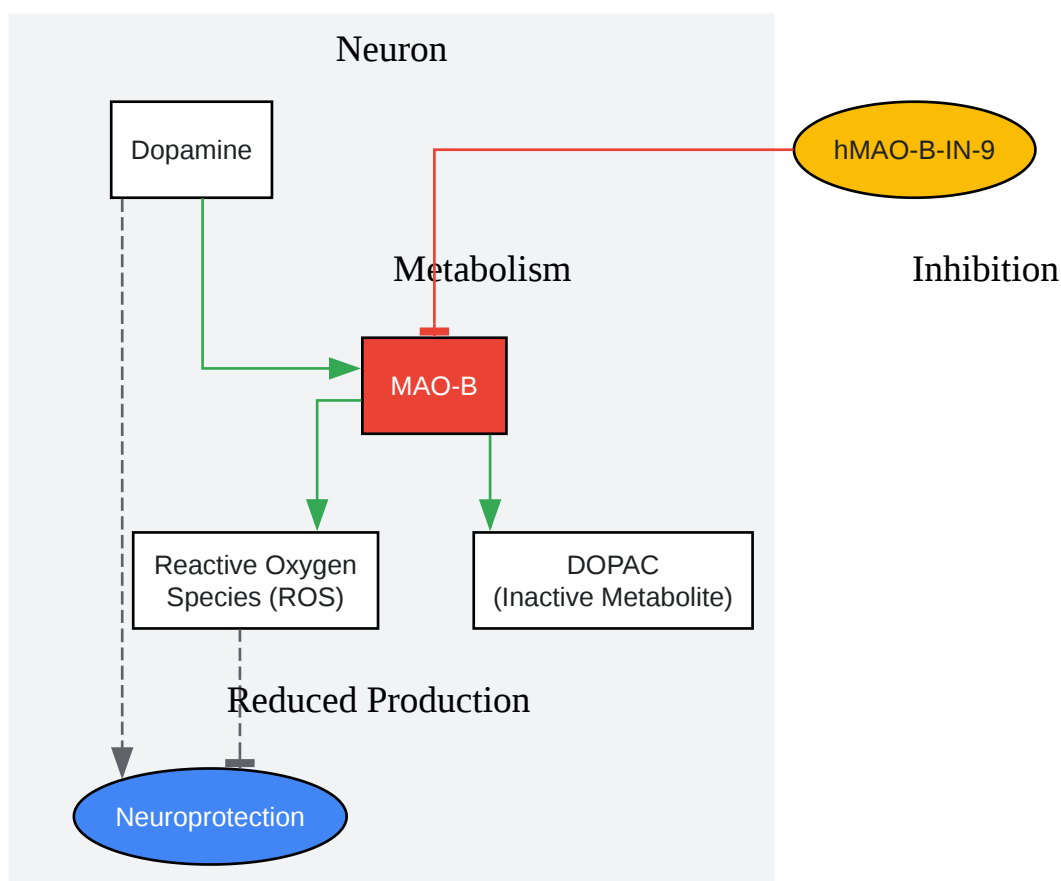 Neuron
Dopamine
hMAO-B-IN-9
Metabolism
Inhibition
MAO-B
Reactive Oxygen
Species (ROS)
DOPAC
(Inactive Metabolite)
Reduced Production
Neuroprotection